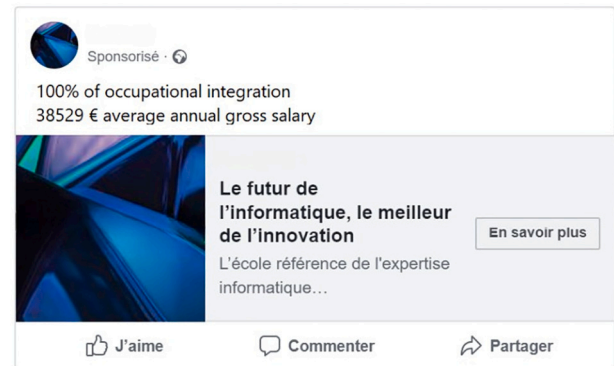 Sponsorisé ·
100% of occupational integration
38529 € average annual gross salary
Le futur de
l’informatique, le meilleur
de l’innovation
L'école référence de l'expertise
informatique…
En savoir plus
J’aime
Commenter
Partager